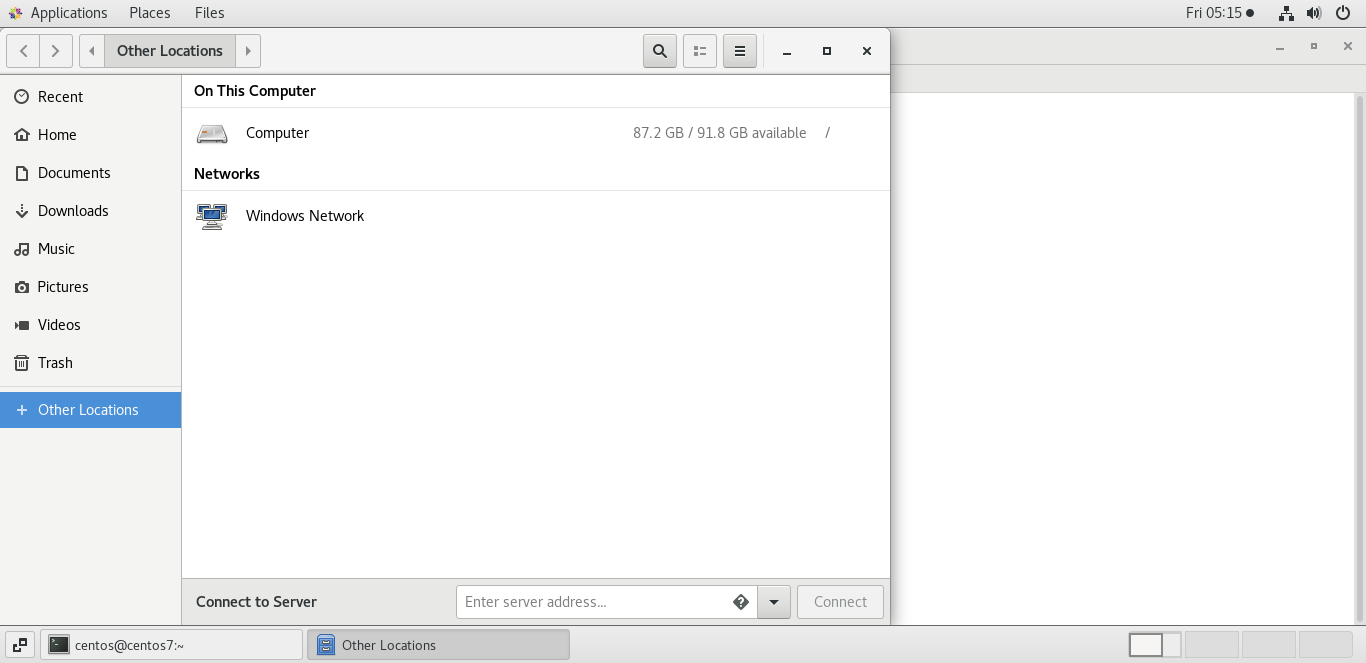 Applications Places Files Fri 05:15
Other Locations
On This Computer
Recent
Computer 87.2 GB / 91.8 GB available /
Home
Documents
Networks
Downloads
Windows Network
Music
Pictures
Videos
Trash
Other Locations
Connect to Server Enter server address... Connect
centos@centos7:~ Other Locations